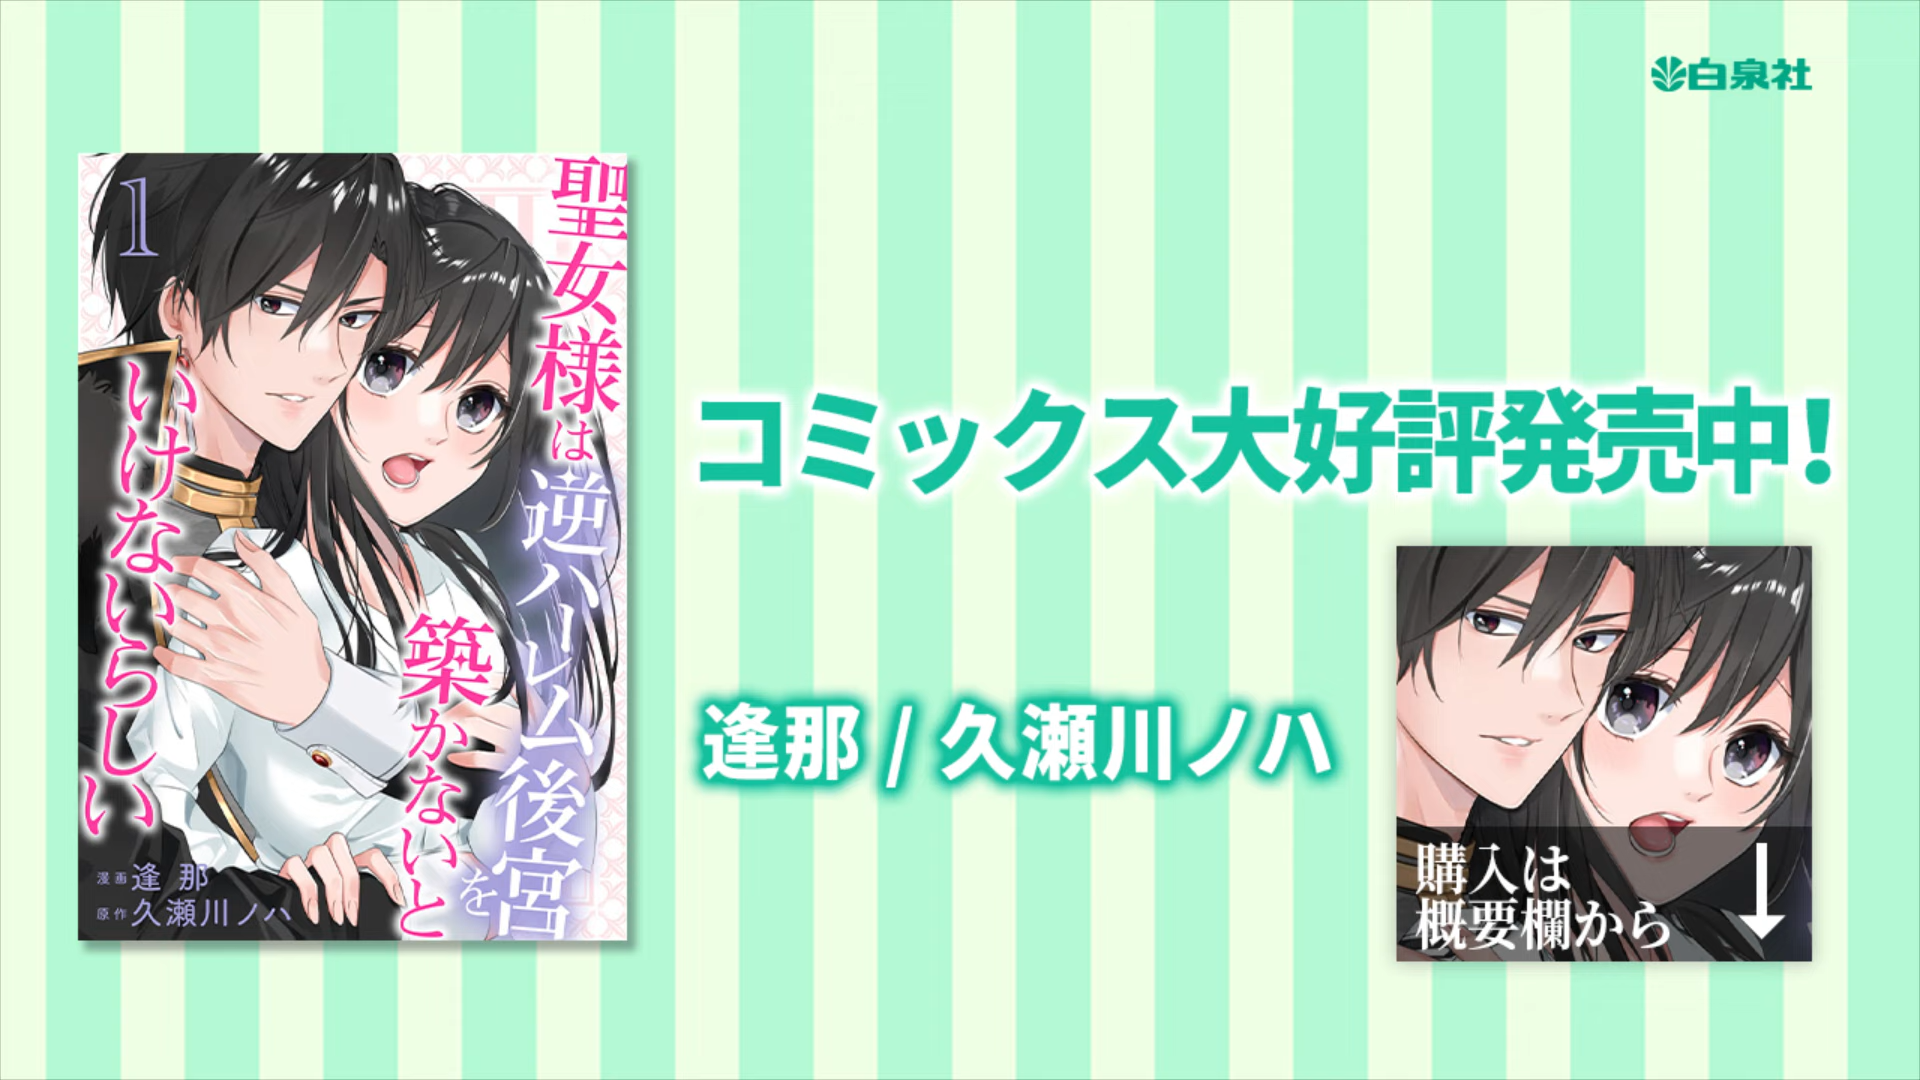 白泉社
1
聖女様は
逆ハーレム後宮を
築かないと
いけないらしい
漫画 逢那
原作 久瀬川ノハ
コミックス大好評発売中!
逢那 / 久瀬川ノハ
購入は
概要欄から